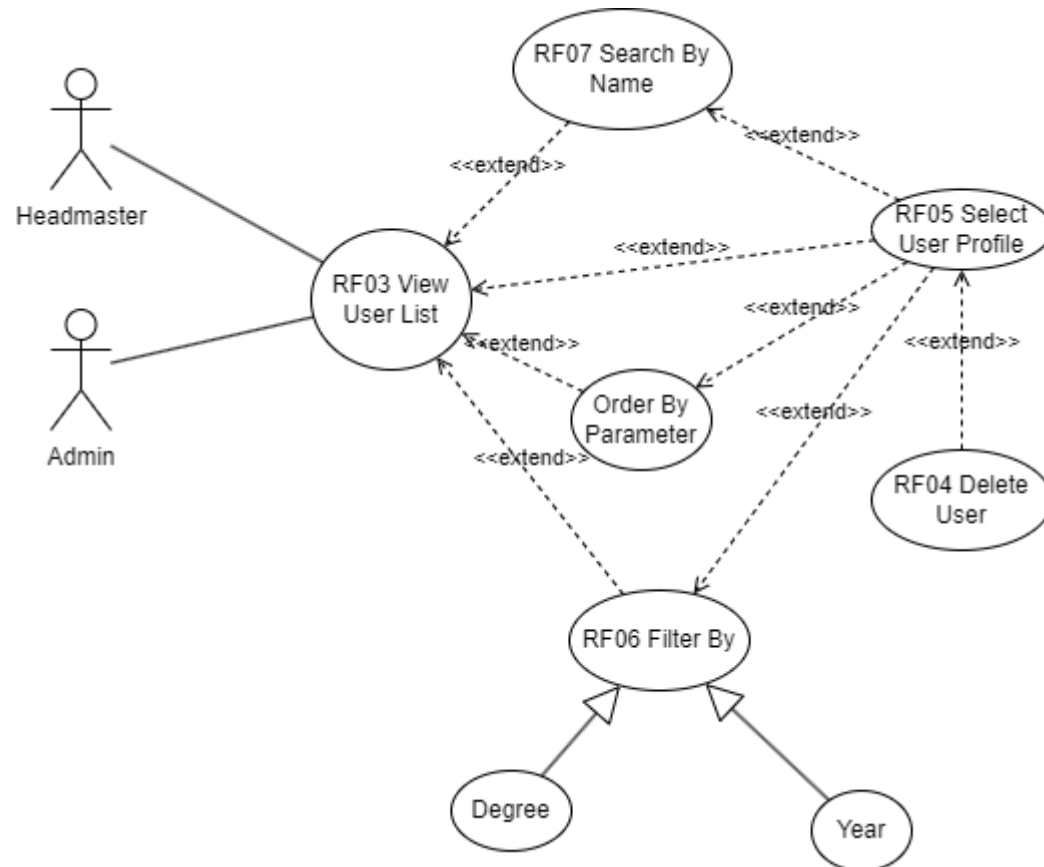 RF07 Search By
Name
<<extend>>
<<extend>>
Headmaster
RF05 Select
User Profile
<<extend>>
RF03 View
User List
<<extend>>
<<extend>>
<<extend>>
Order By
Parameter
<<extend>>
Admin
<<extend>>
RF04 Delete
User
RF06 Filter By
Degree
Year